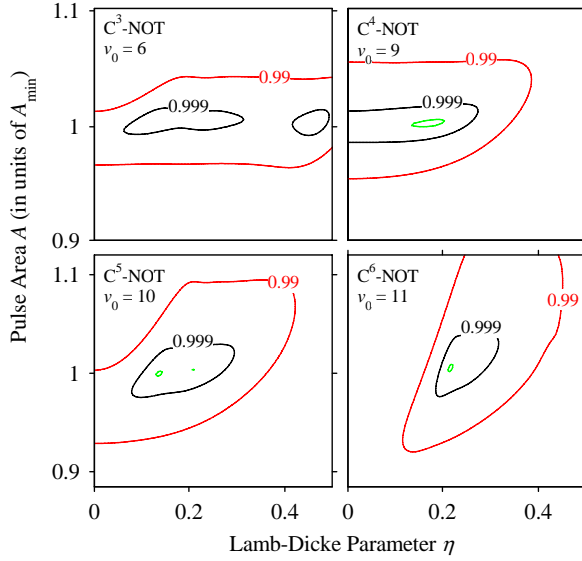 1.1
C³-NOT
v₀ = 6
0.99
0.999
1
0.9
C⁴-NOT
v₀ = 9
0.99
0.999
1.1
C⁵-NOT
v₀ = 10
0.99
0.999
1
0.9
C⁶-NOT
v₀ = 11
0.99
0.999
0
0.2
0.4
0
0.2
0.4
Pulse Area A (in units of Amin)
Lamb-Dicke Parameter η